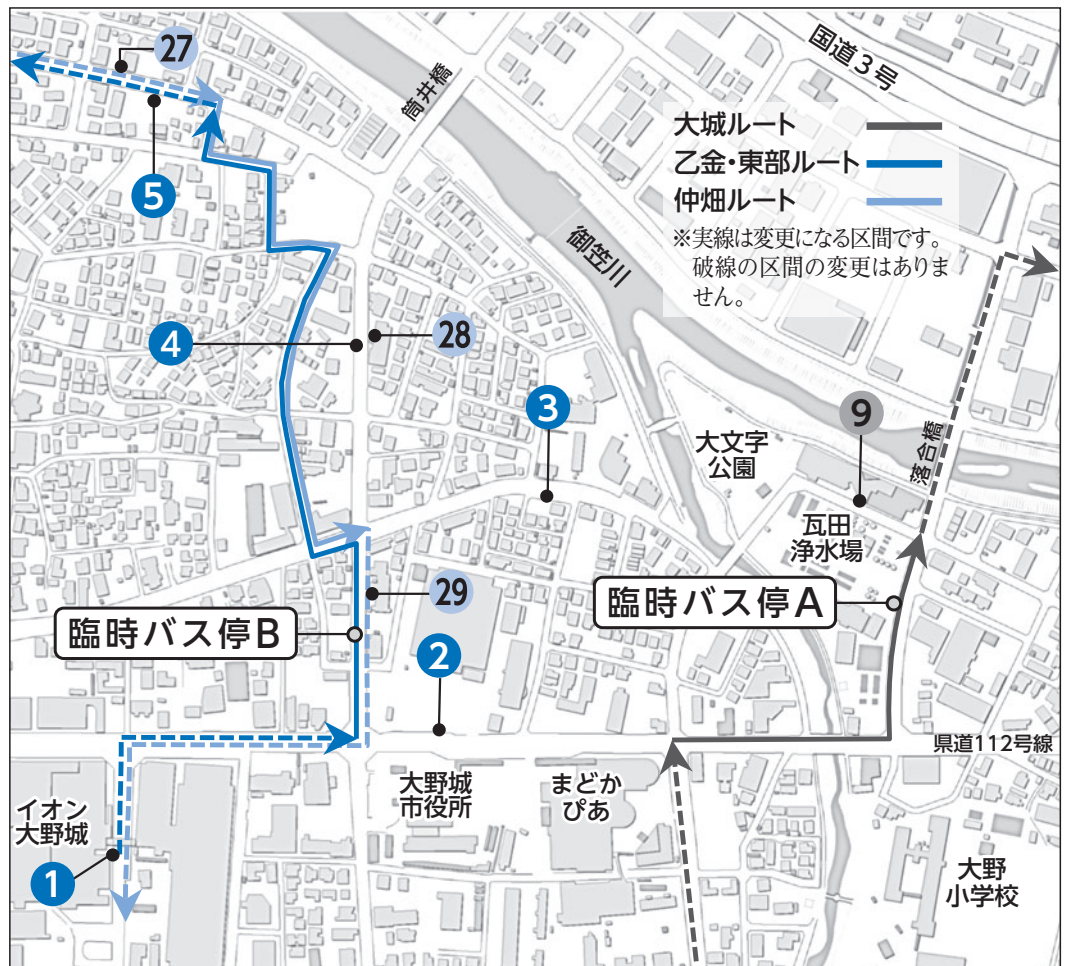 27
国道3号
筒井橋
大城ルート
乙金・東部ルート
仲畑ルート
※実線は変更になる区間です。
破線の区間の変更はありま
せん。
5
御笠川
4
28
3
大文字
公園
9
落合橋
瓦田
浄水場
臨時バス停A
29
臨時バス停B
2
県道112号線
大野城
市役所
まどか
ぴあ
イオン
大野城
1
大野
小学校